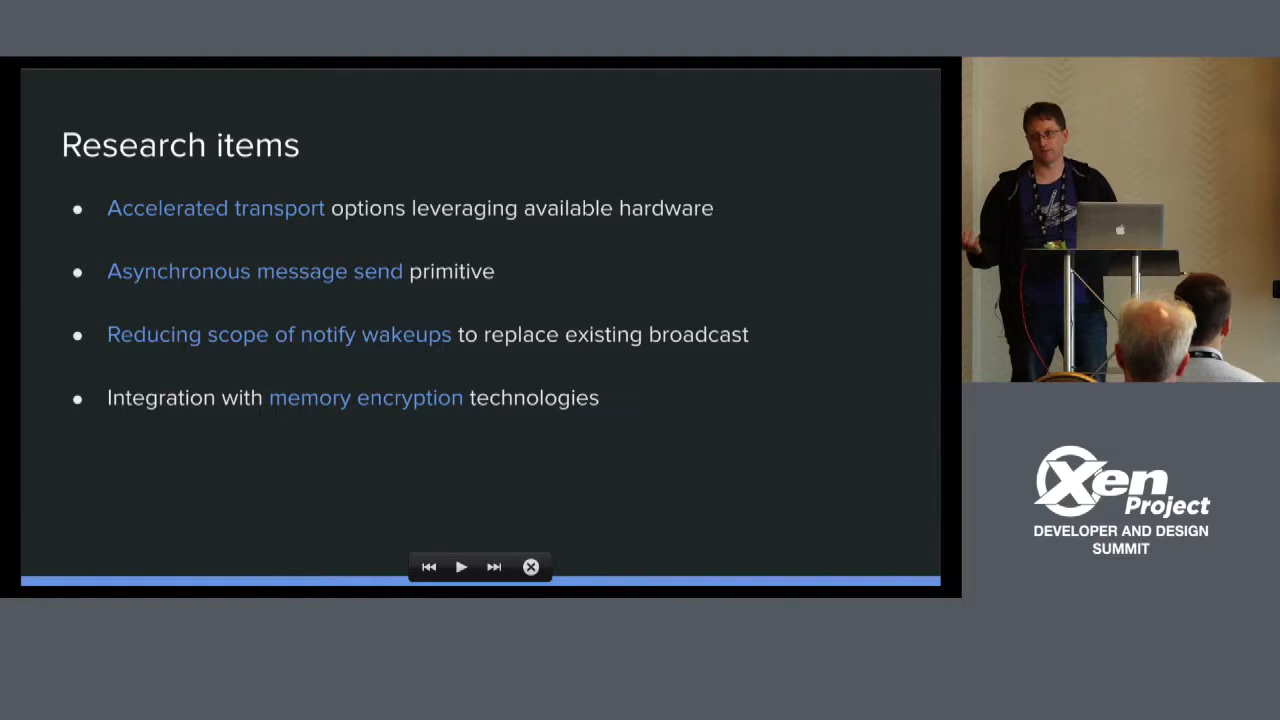 Research items
● Accelerated transport options leveraging available hardware
● Asynchronous message send primitive
● Reducing scope of notify wakeups to replace existing broadcast
● Integration with memory encryption technologies
Xen
Project
DEVELOPER AND DESIGN
SUMMIT